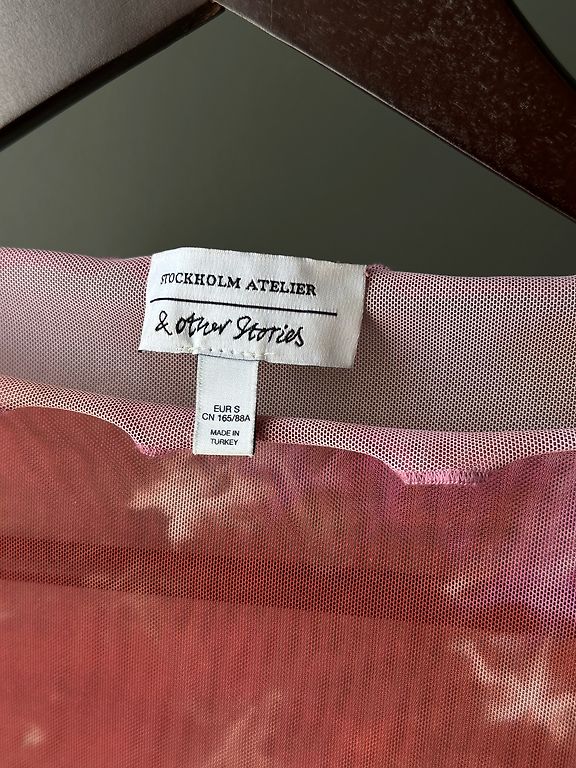 STOCKHOLM ATELIER
& Other Stories
EUR S
CN 165/88A
MADE IN
TURKEY